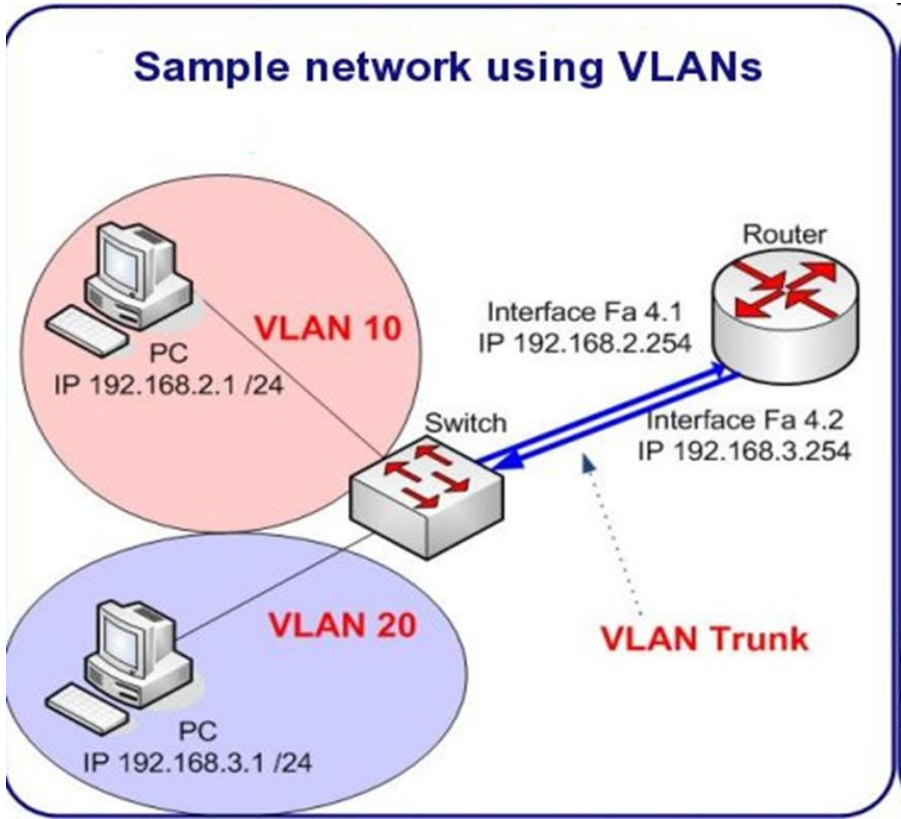 Sample network using VLANs
Router
Interface Fa 4.1
IP 192.168.2.254
VLAN 10
PC
IP 192.168.2.1 /24
Switch
Interface Fa 4.2
IP 192.168.3.254
VLAN 20
VLAN Trunk
PC
IP 192.168.3.1 /24